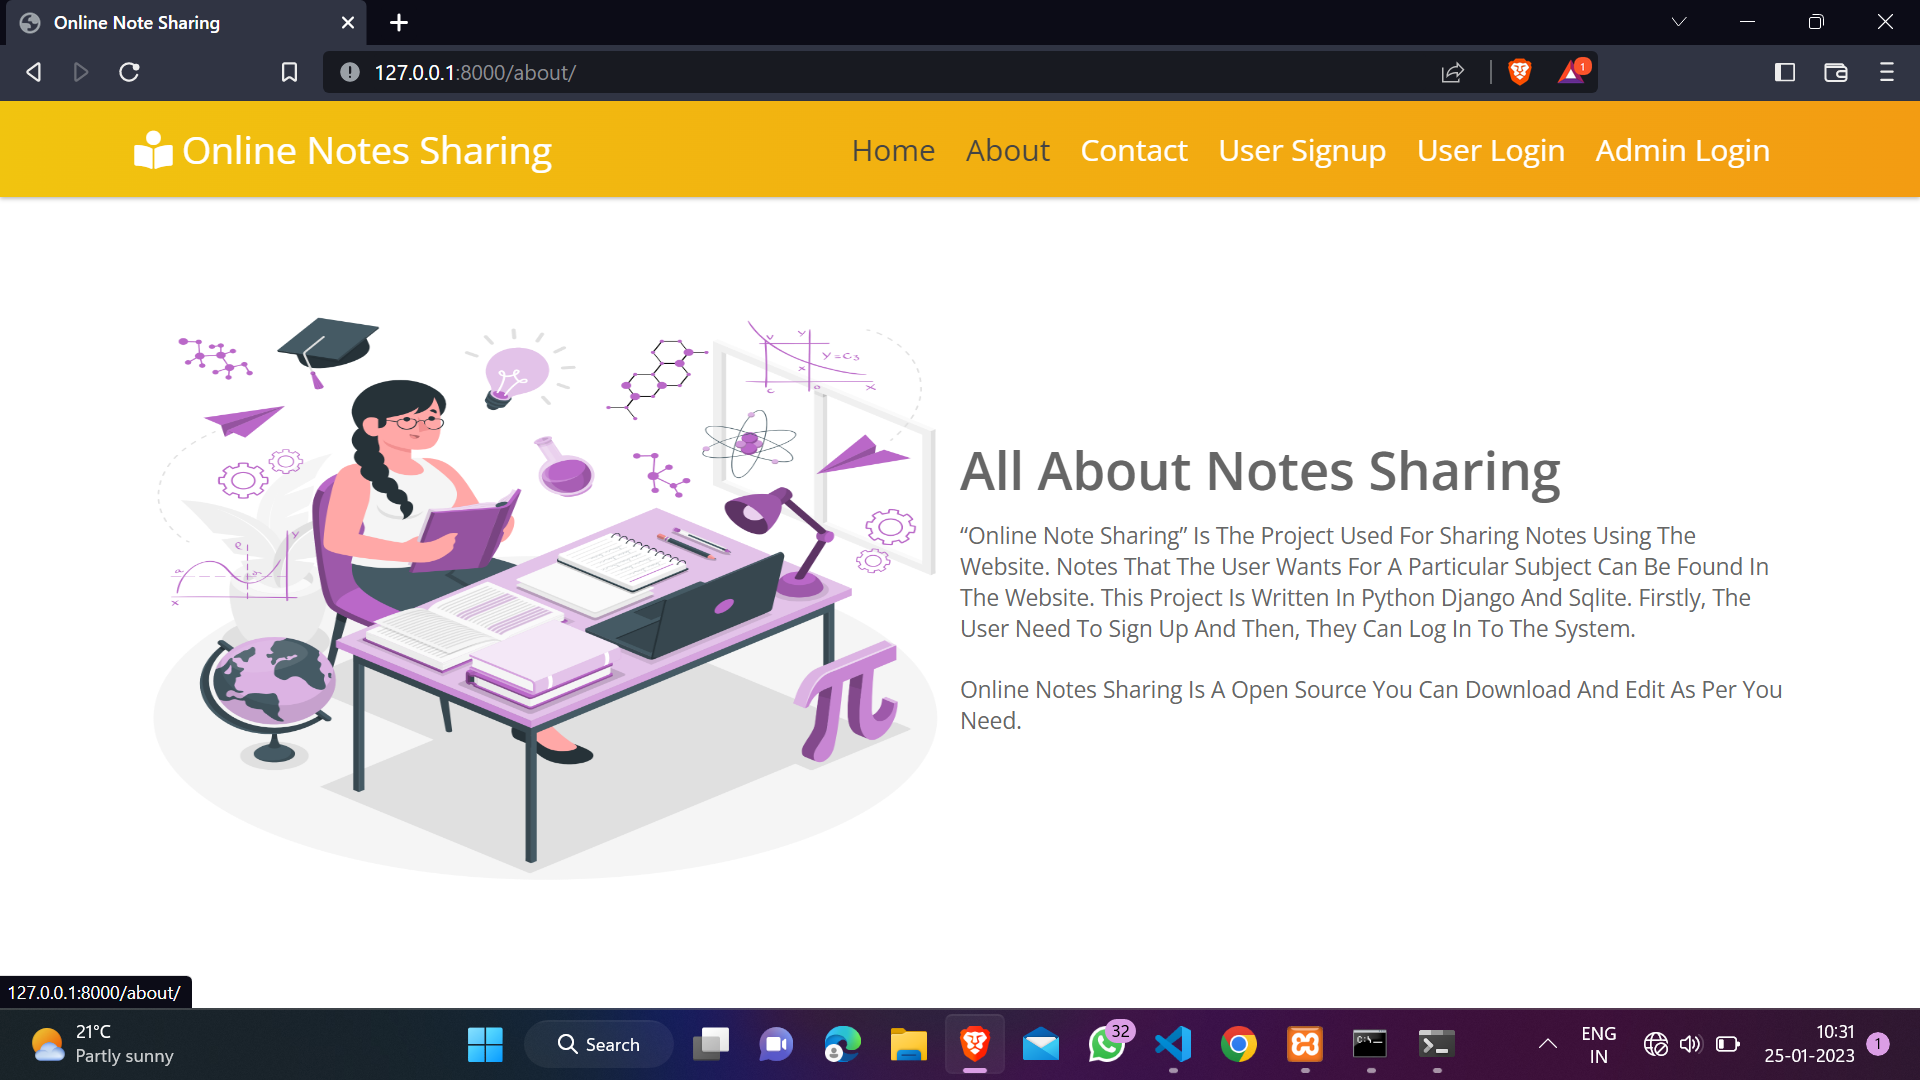 Online Note Sharing
127.0.0.1:8000/about/
1
Online Notes Sharing
Home About Contact User Signup User Login Admin Login
y=c₃
All About Notes Sharing
“Online Note Sharing” Is The Project Used For Sharing Notes Using The
Website. Notes That The User Wants For A Particular Subject Can Be Found In
The Website. This Project Is Written In Python Django And Sqlite. Firstly, The
User Need To Sign Up And Then, They Can Log In To The System.
Online Notes Sharing Is A Open Source You Can Download And Edit As Per You
Need.
π
127.0.0.1:8000/about/
21°C
Partly sunny
Search
32
ENG
IN
10:31
25-01-2023
1